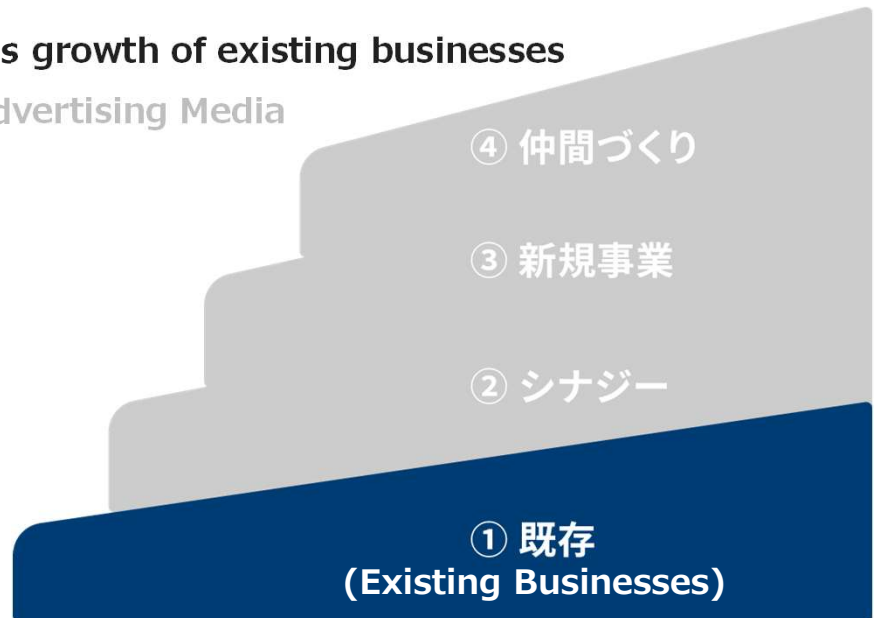 s growth of existing businesses
dvertising Media
④ 仲間づくり
③ 新規事業
② シナジー
① 既存
(Existing Businesses)